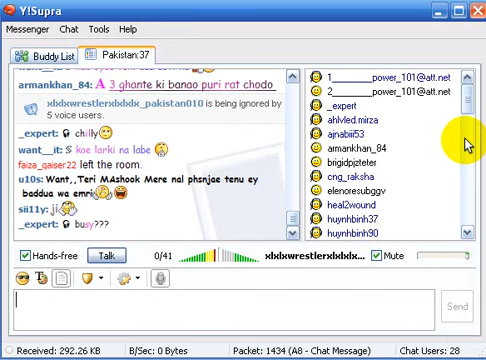 Y!Supra
Messenger Chat Tools Help
Buddy List Pakistan:37
armankhan_84: A 3 ghante ki banao puri rat chodo
xlxlxwrestlerxlxlxlx_pakistan010 is being ignored by
5 voice users.
_expert: chilly
want__it: S koe larki na labe
faiza_qaiser22 left the room.
u10s: Want,,Teri MAshook Mere nal phsnjae tenu ey
baddua wa emri
sii11y: ji
_expert: busy???
1________power_101@att.net
2________power_101@att.net
_expert
ahlvled.mirza
ajnabii53
armankhan_84
brigidpjzteter
cng_raksha
elenoresubggv
heal2wound
huynhbinh37
huynhbinh90
Hands-free Talk 0/41 xlxlxwrestlerxlxlxx... Mute
Send
Received: 292.26 KB B/Sec: 0 Bytes Packet: 1434 (A8 - Chat Message) Chat Users: 28